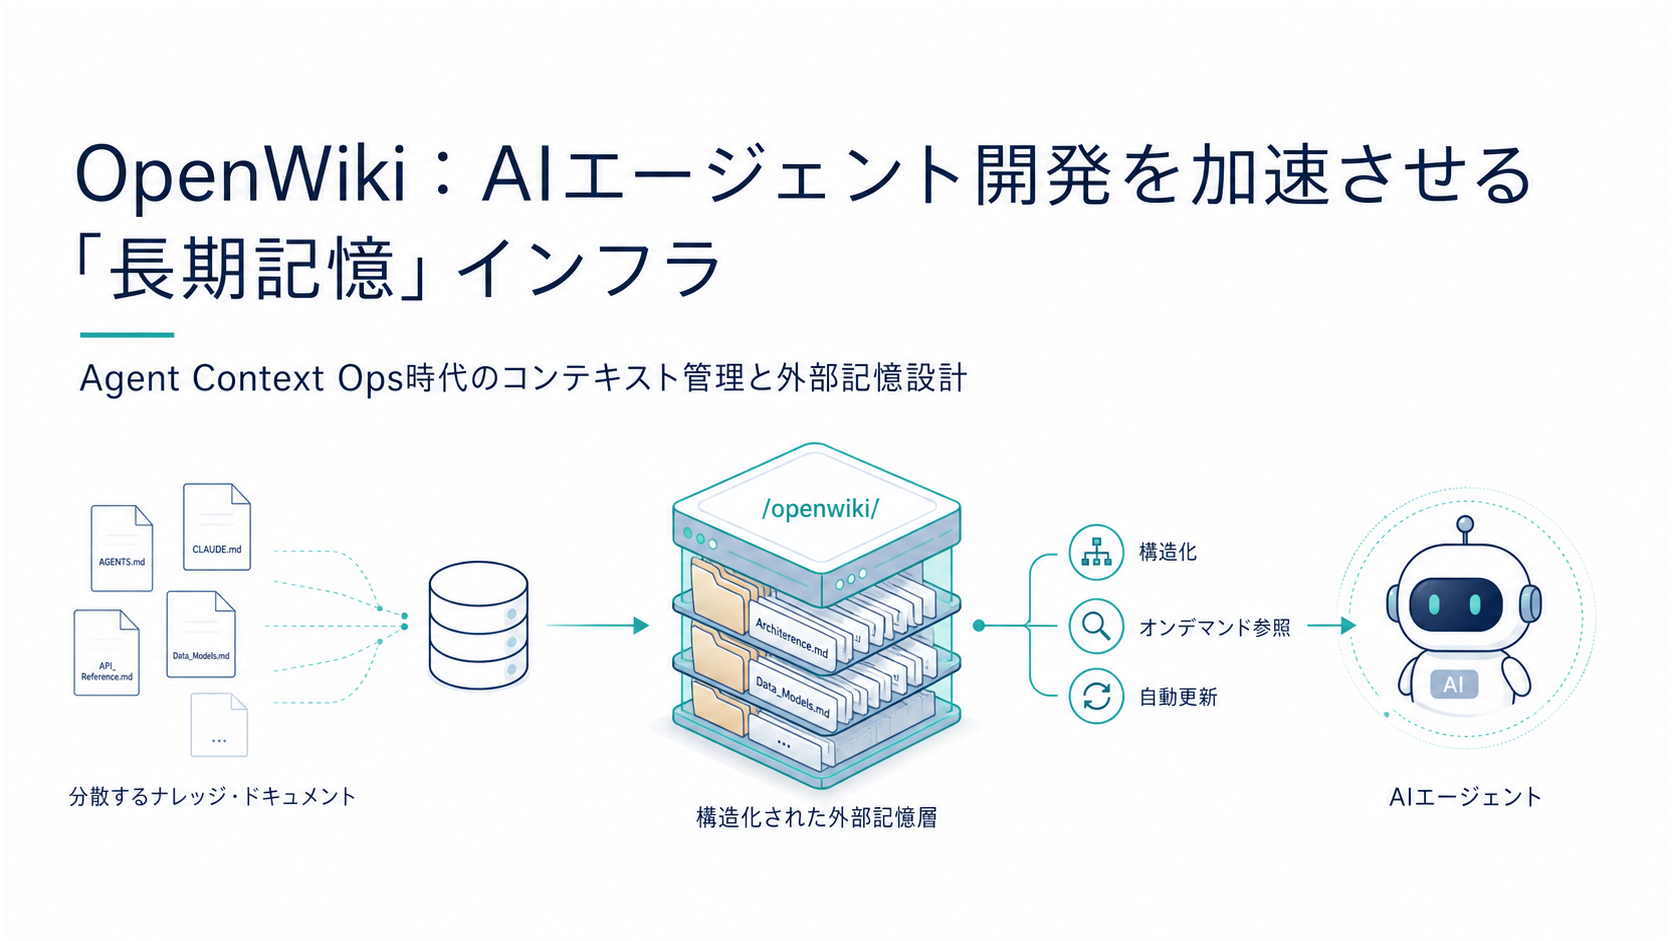 OpenWiki：AIエージェント開発を加速させる
「長期記憶」インフラ
Agent Context Ops時代のコンテキスト管理と外部記憶設計
AGENTS.md
CLAUDE.md
API_
Reference.md
Data_Models.md
...
分散するナレッジ・ドキュメント
/openwiki/
Architerence.md
Data_Models.md
...
構造化された外部記憶層
構造化
オンデマンド参照
自動更新
AI
AIエージェント